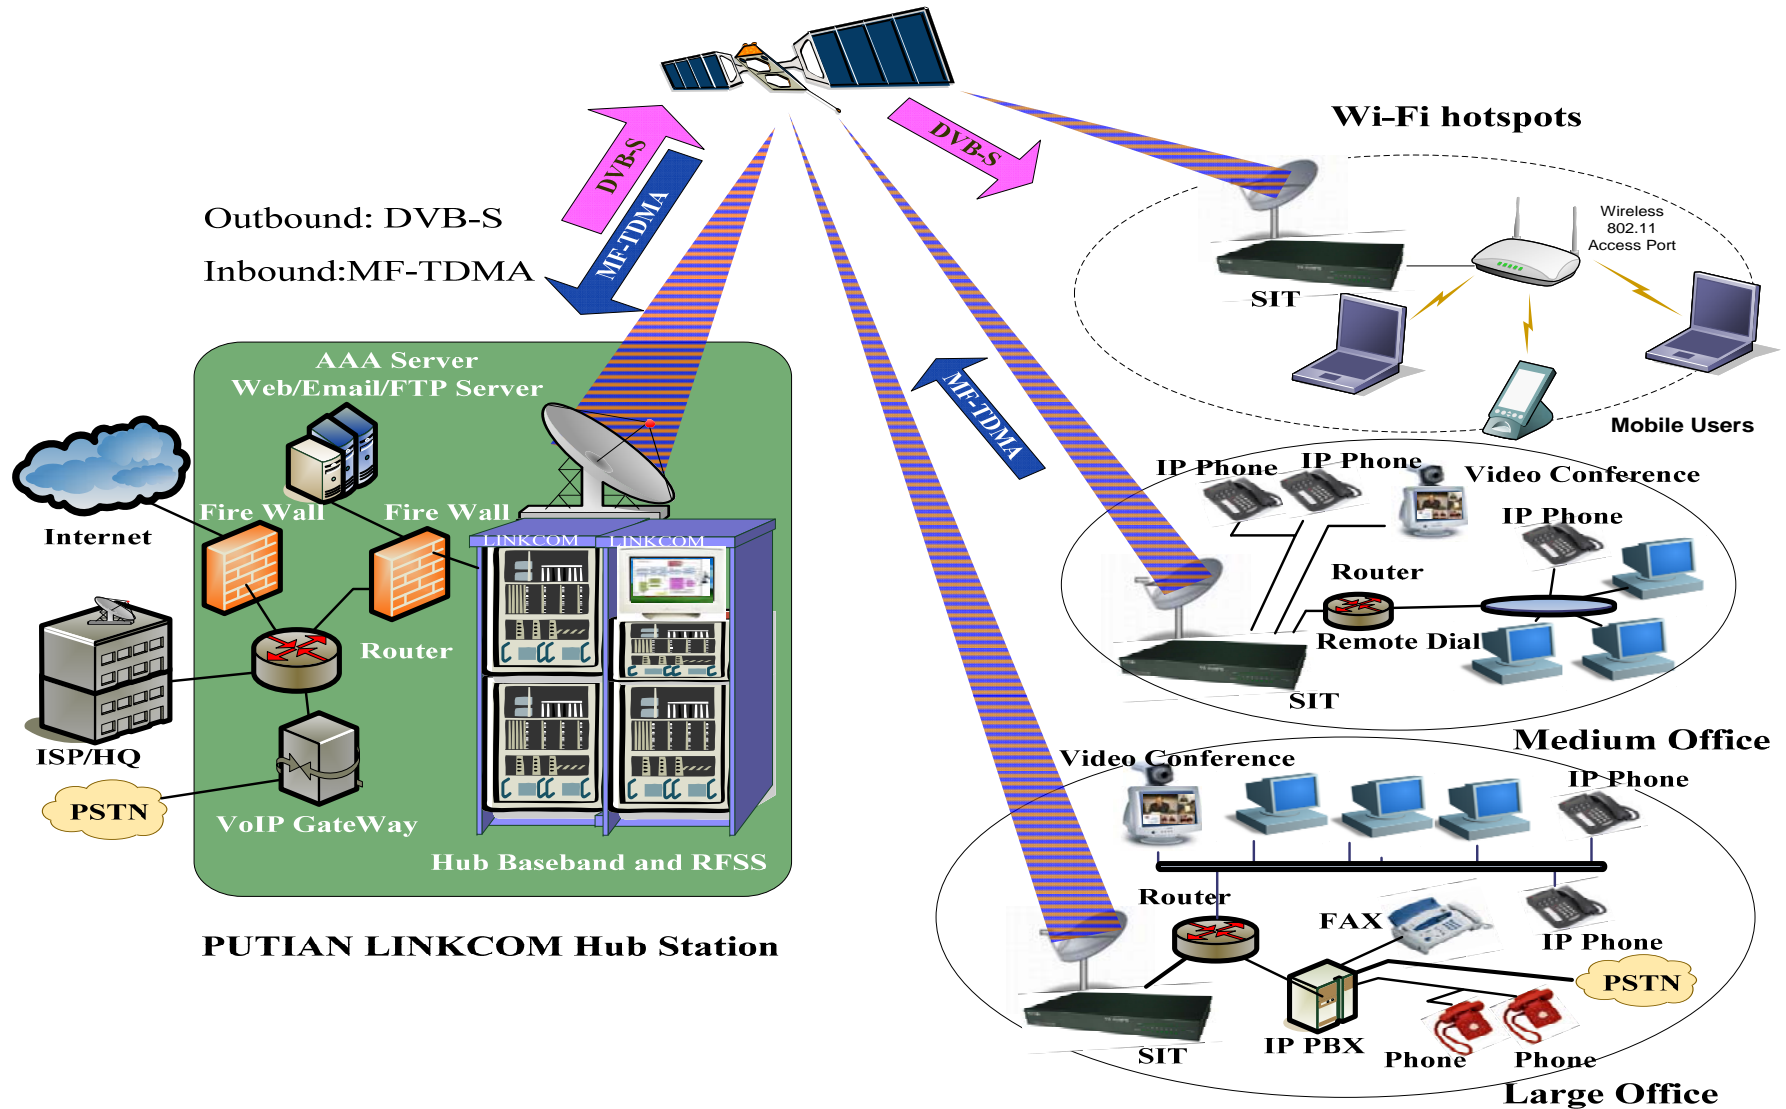 Wi-Fi hotspots
DVB-S
DVB-S
MF-TDMA
Outbound: DVB-S
Inbound:MF-TDMA
Wireless
802.11
Access Port
SIT
Mobile Users
AAA Server
Web/Email/FTP Server
MF-TDMA
Internet
Fire Wall
Fire Wall
LINKCOM
LINKCOM
Router
ISP/HQ
PSTN
VoIP GateWay
Hub Baseband and RFSS
PUTIAN LINKCOM Hub Station
IP Phone
IP Phone
Video Conference
IP Phone
Router
Remote Dial
SIT
Medium Office
Video Conference
IP Phone
Router
FAX
IP Phone
PSTN
SIT
IP PBX
Phone
Phone
Large Office